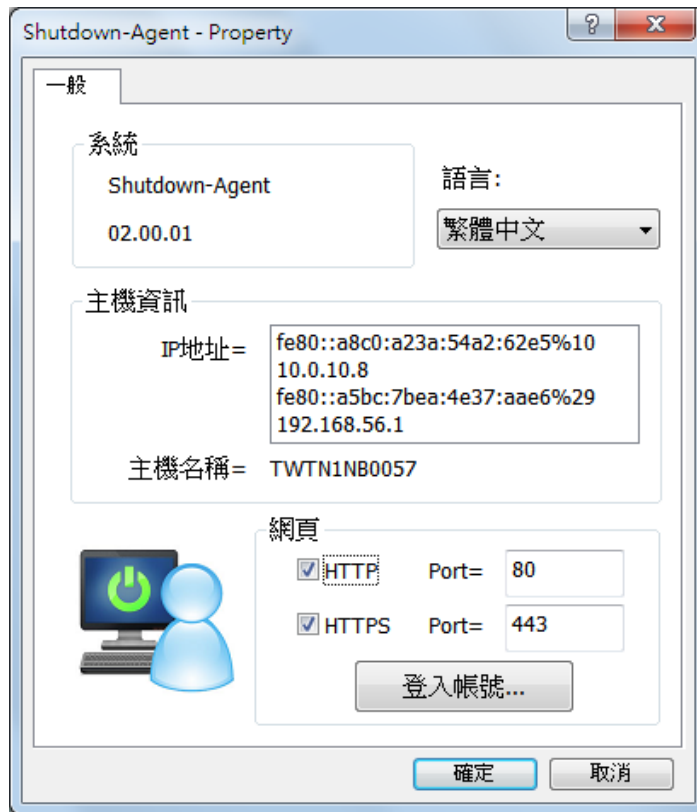 Shutdown-Agent - Property
一般
系統
Shutdown-Agent
02.00.01
語言:
繁體中文
主機資訊
IP地址=
fe80::a8c0:a23a:54a2:62e5%10
10.0.10.8
fe80::a5bc:7bea:4e37:aae6%29
192.168.56.1
主機名稱= TWTN1NB0057
網頁
HTTP Port= 80
HTTPS Port= 443
登入帳號...
確定 取消